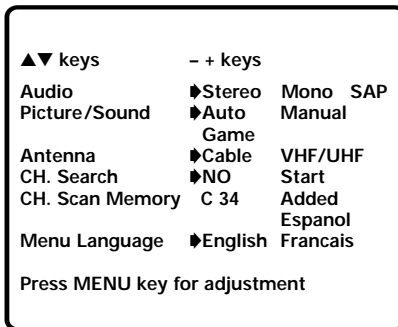 ▲▼ keys – + keys
Audio ➧Stereo Mono SAP
Picture/Sound ➧Auto Manual
Game
Antenna ➧Cable VHF/UHF
CH. Search ➧NO Start
CH. Scan Memory C 34 Added
Espanol
Menu Language ➧English Francais
Press MENU key for adjustment